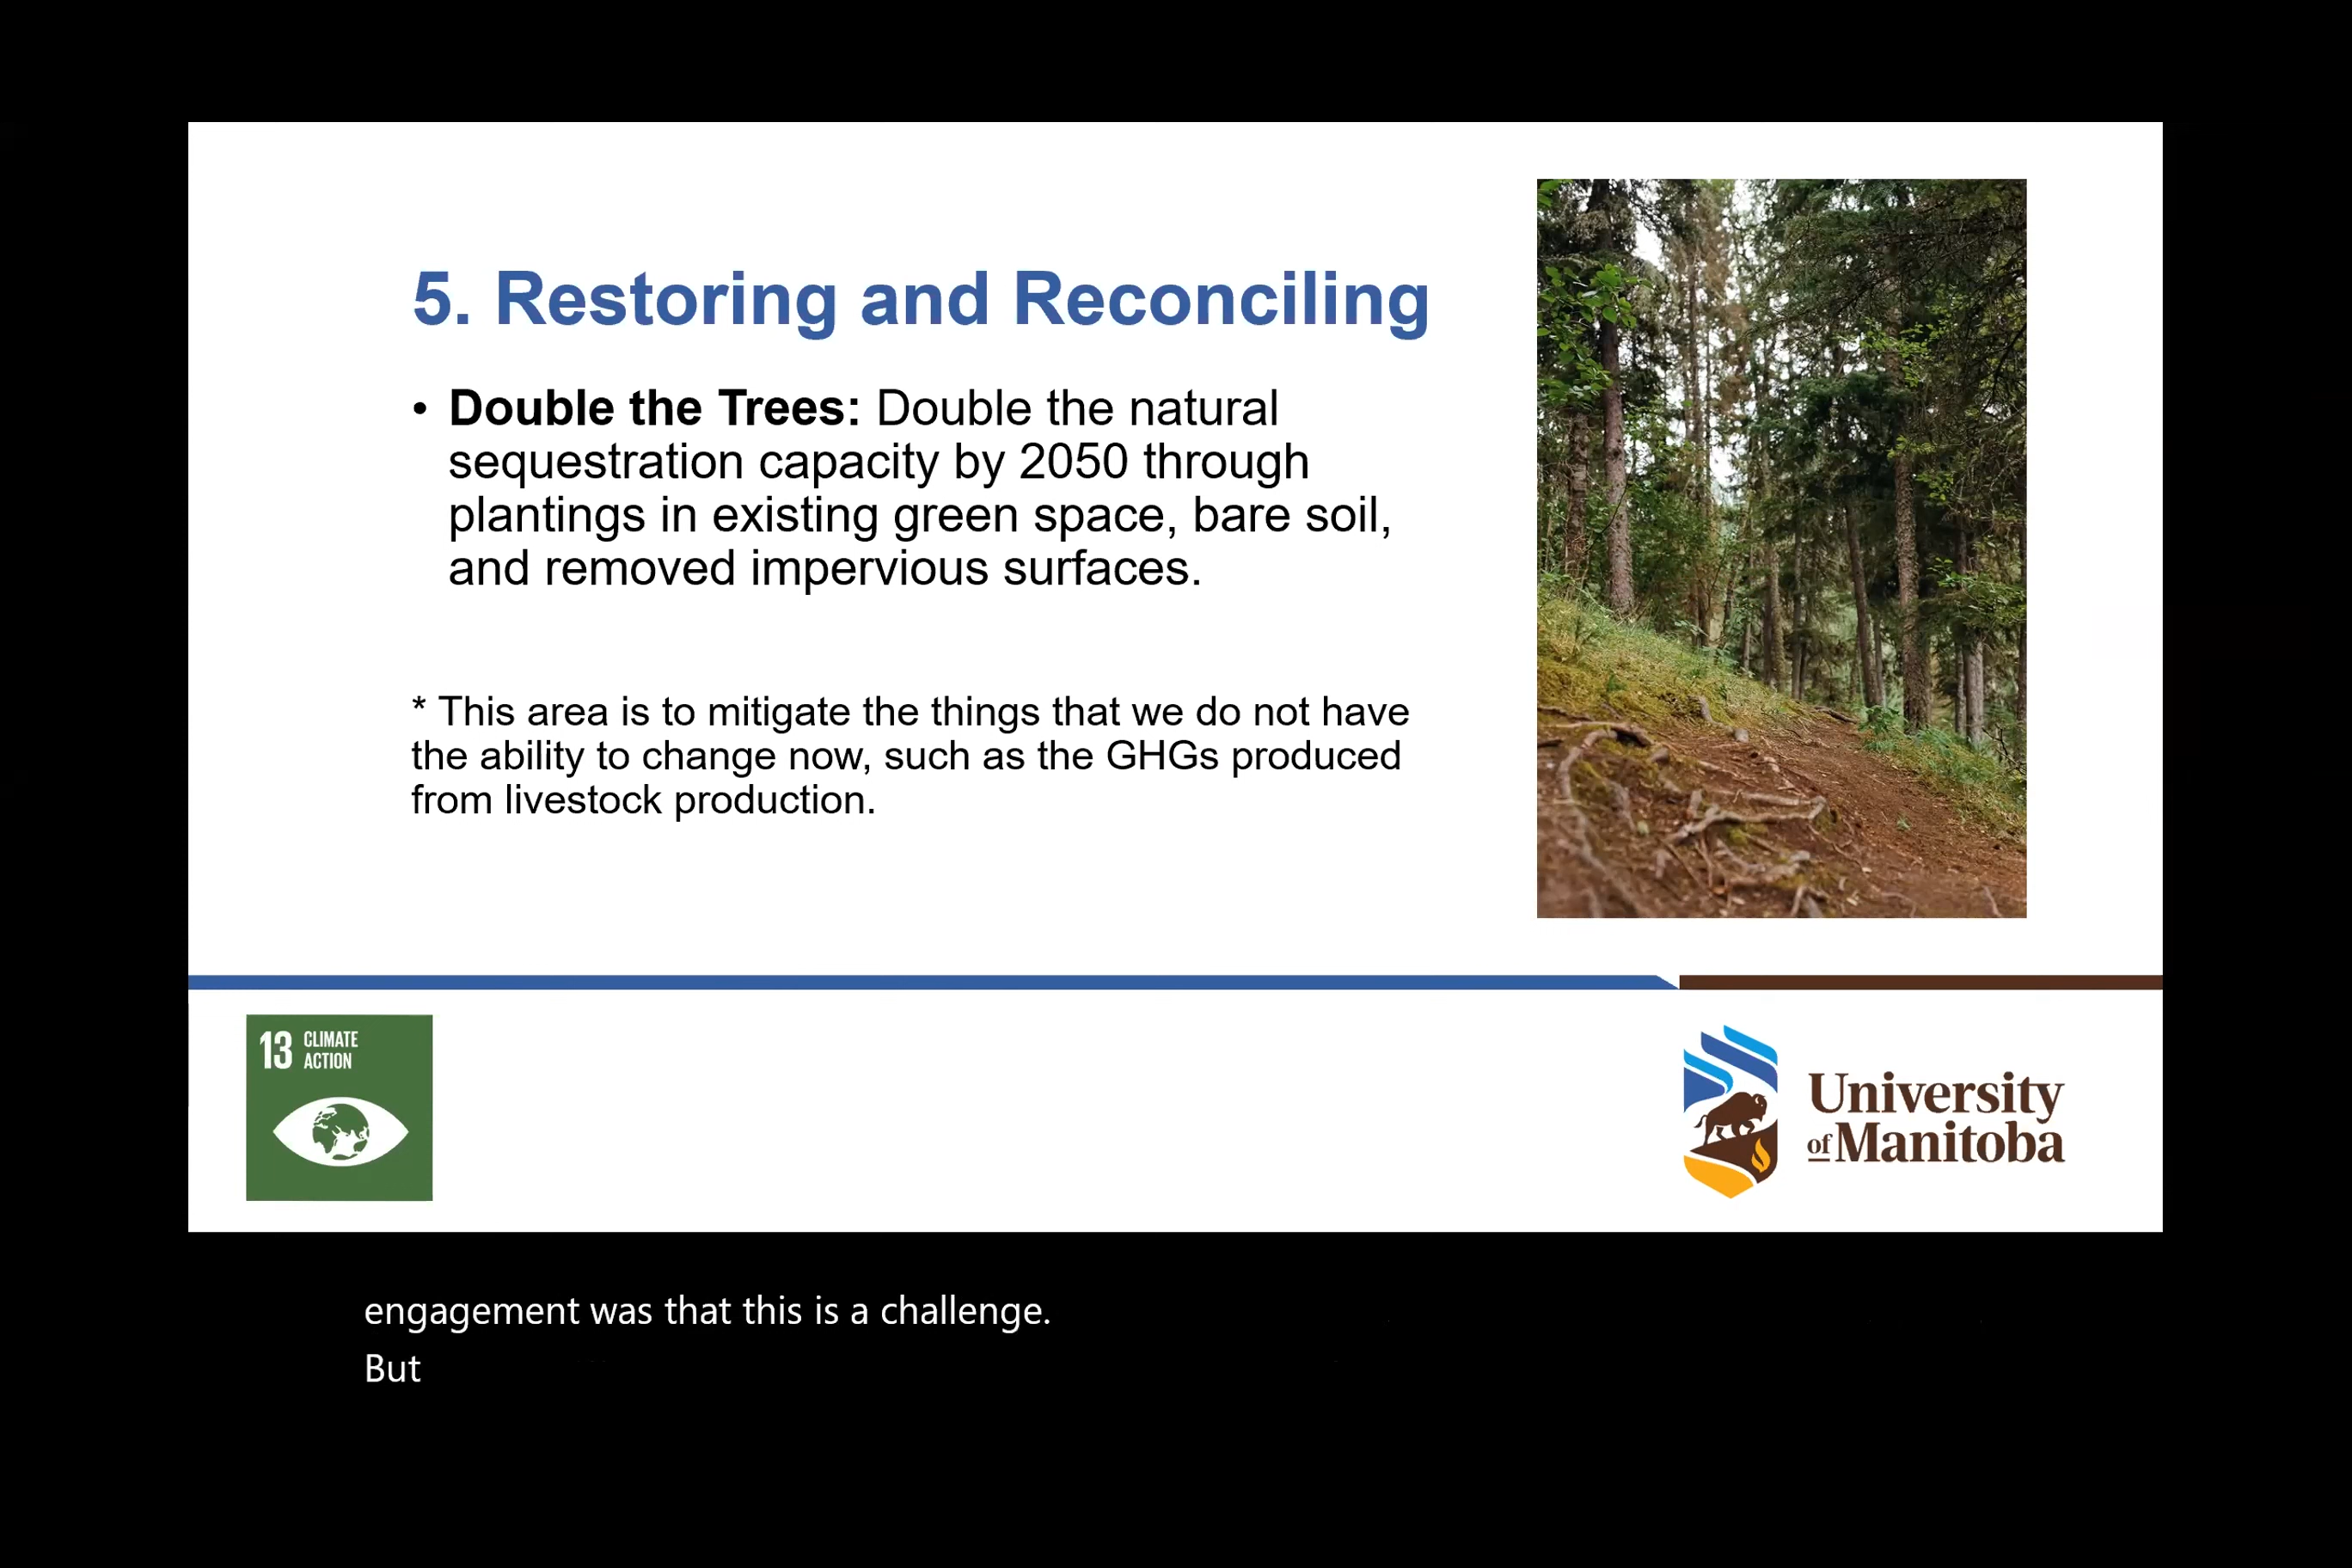 5. Restoring and Reconciling
• Double the Trees: Double the natural
sequestration capacity by 2050 through
plantings in existing green space, bare soil,
and removed impervious surfaces.
* This area is to mitigate the things that we do not have
the ability to change now, such as the GHGs produced
from livestock production.
13 CLIMATE
ACTION
University
of Manitoba
engagement was that this is a challenge.
But